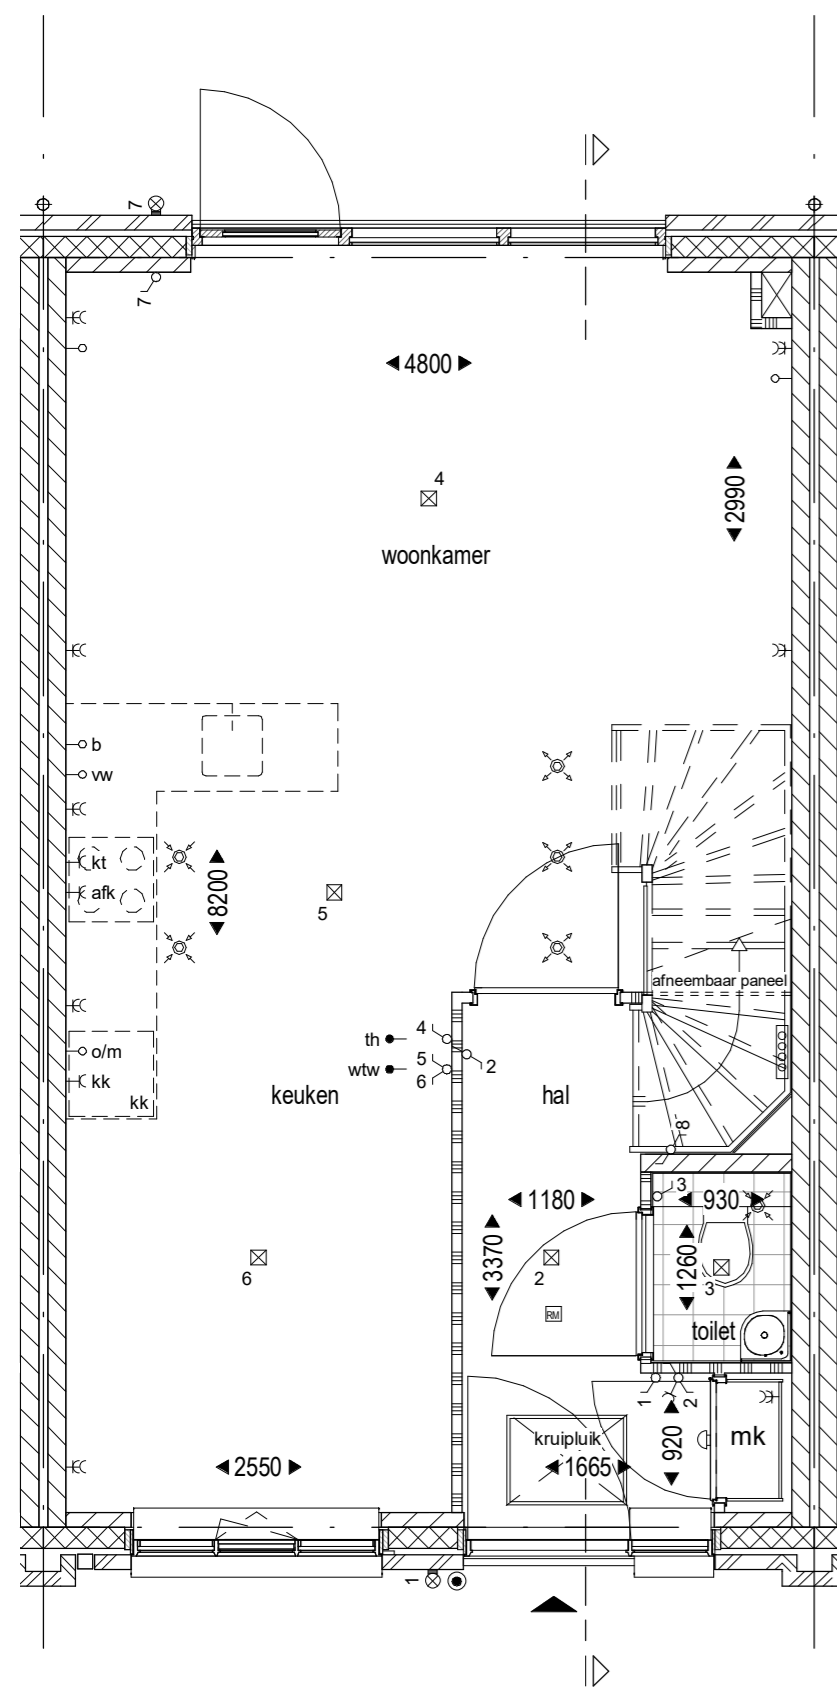 7
7
4800
4
2990
woonkamer
b
vw
kt
afk
8200
5
afneembaar paneel
th
4
wtw
5
6
2
o/m
kk
kk
keuken
hal
8
3
930
1180
3370
1260
2
3
6
RM
toilet
1
2
kruipluik
920
mk
2550
1665
1